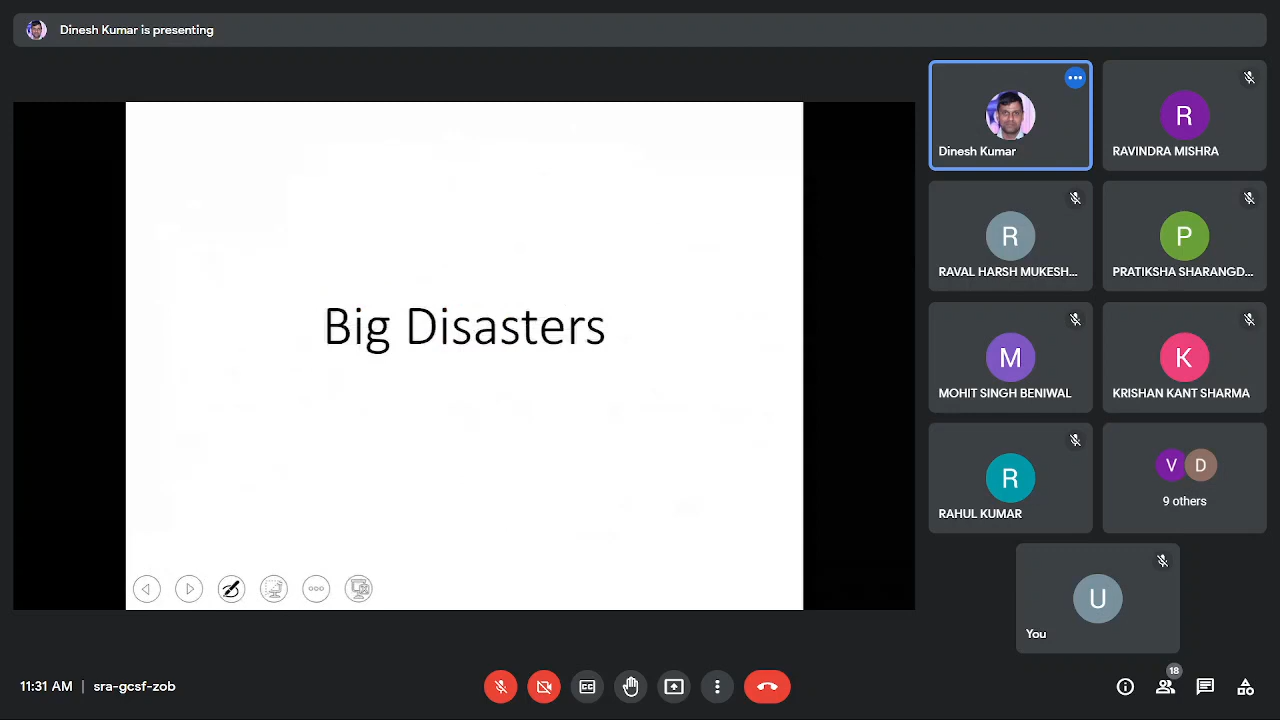 Dinesh Kumar is presenting
Big Disasters
Dinesh Kumar
R
RAVINDRA MISHRA
R
RAVAL HARSH MUKESH...
P
PRATIKSHA SHARANGD...
M
MOHIT SINGH BENIWAL
K
KRISHAN KANT SHARMA
R
RAHUL KUMAR
V D
9 others
U
You
11:31 AM | sra-gcsf-zob
CC
18